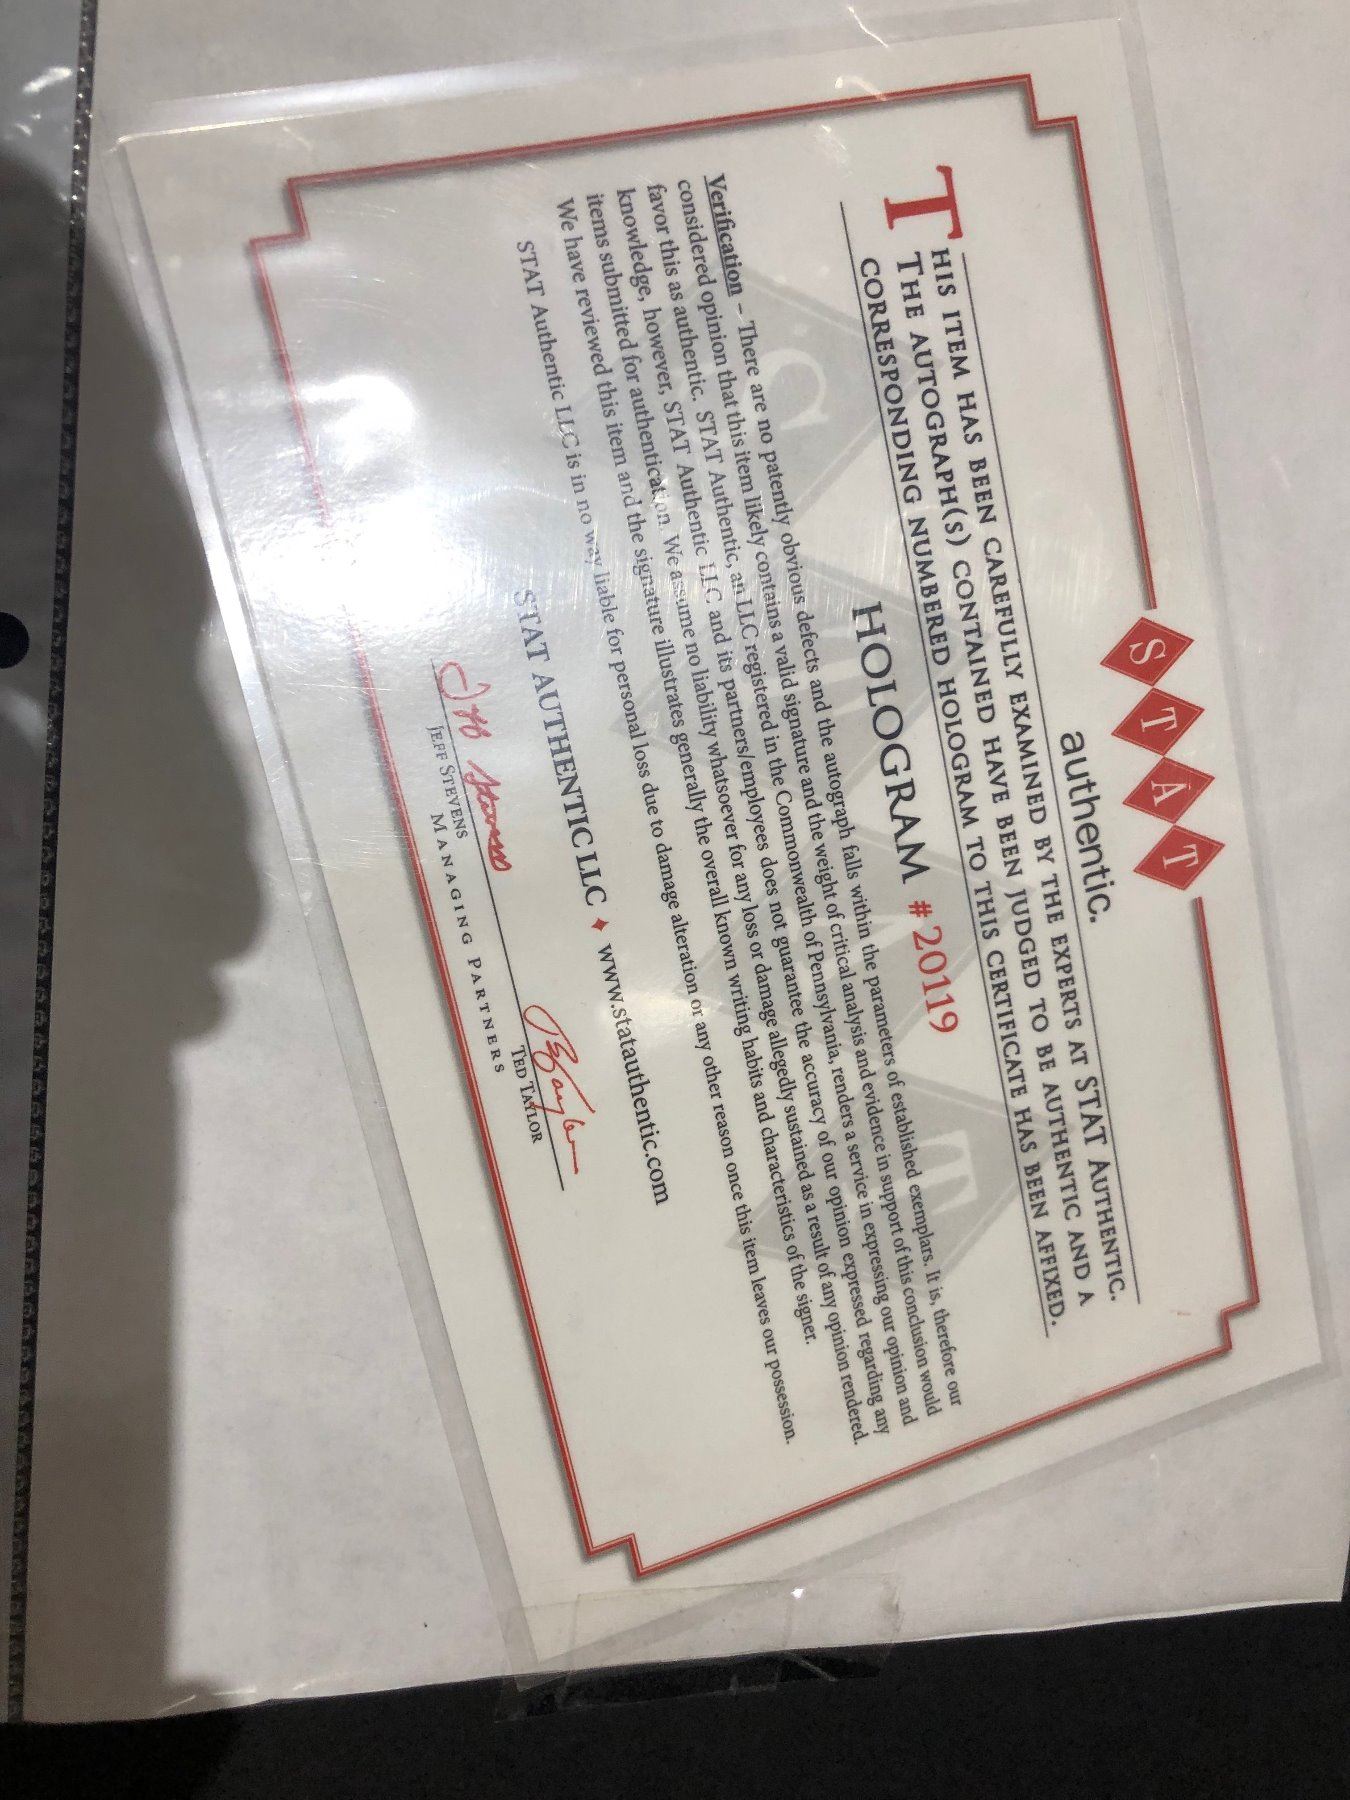 STAT
authentic.
THIS ITEM HAS BEEN CAREFULLY EXAMINED BY THE EXPERTS AT STAT AUTHENTIC.
THE AUTOGRAPH(S) CONTAINED HAVE BEEN JUDGED TO BE AUTHENTIC AND A
CORRESPONDING NUMBERED HOLOGRAM TO THIS CERTIFICATE HAS BEEN AFFIXED.
HOLOGRAM # 20119
Verification – There are no patently obvious defects and the autograph falls within the parameters of established exemplars. It is, therefore our
considered opinion that this item likely contains a valid signature and the weight of critical analysis and evidence in support of this conclusion would
favor this as authentic. STAT Authentic, an LLC registered in the Commonwealth of Pennsylvania, renders a service in expressing our opinion and
knowledge, however, STAT Authentic LLC and its partners/employees does not guarantee the accuracy of our opinion expressed regarding any
items submitted for authentication. We assume no liability whatsoever for any loss or damage allegedly sustained as a result of any opinion rendered.
We have reviewed this item and the signature illustrates generally the overall known writing habits and characteristics of the signer.
STAT Authentic LLC is in no way liable for personal loss due to damage alteration or any other reason once this item leaves our possession.
STAT AUTHENTIC LLC ♦ www.statauthentic.com
Jeff Stevens
T Taylor
JEFF STEVENS
TED TAYLOR
MANAGING PARTNERS